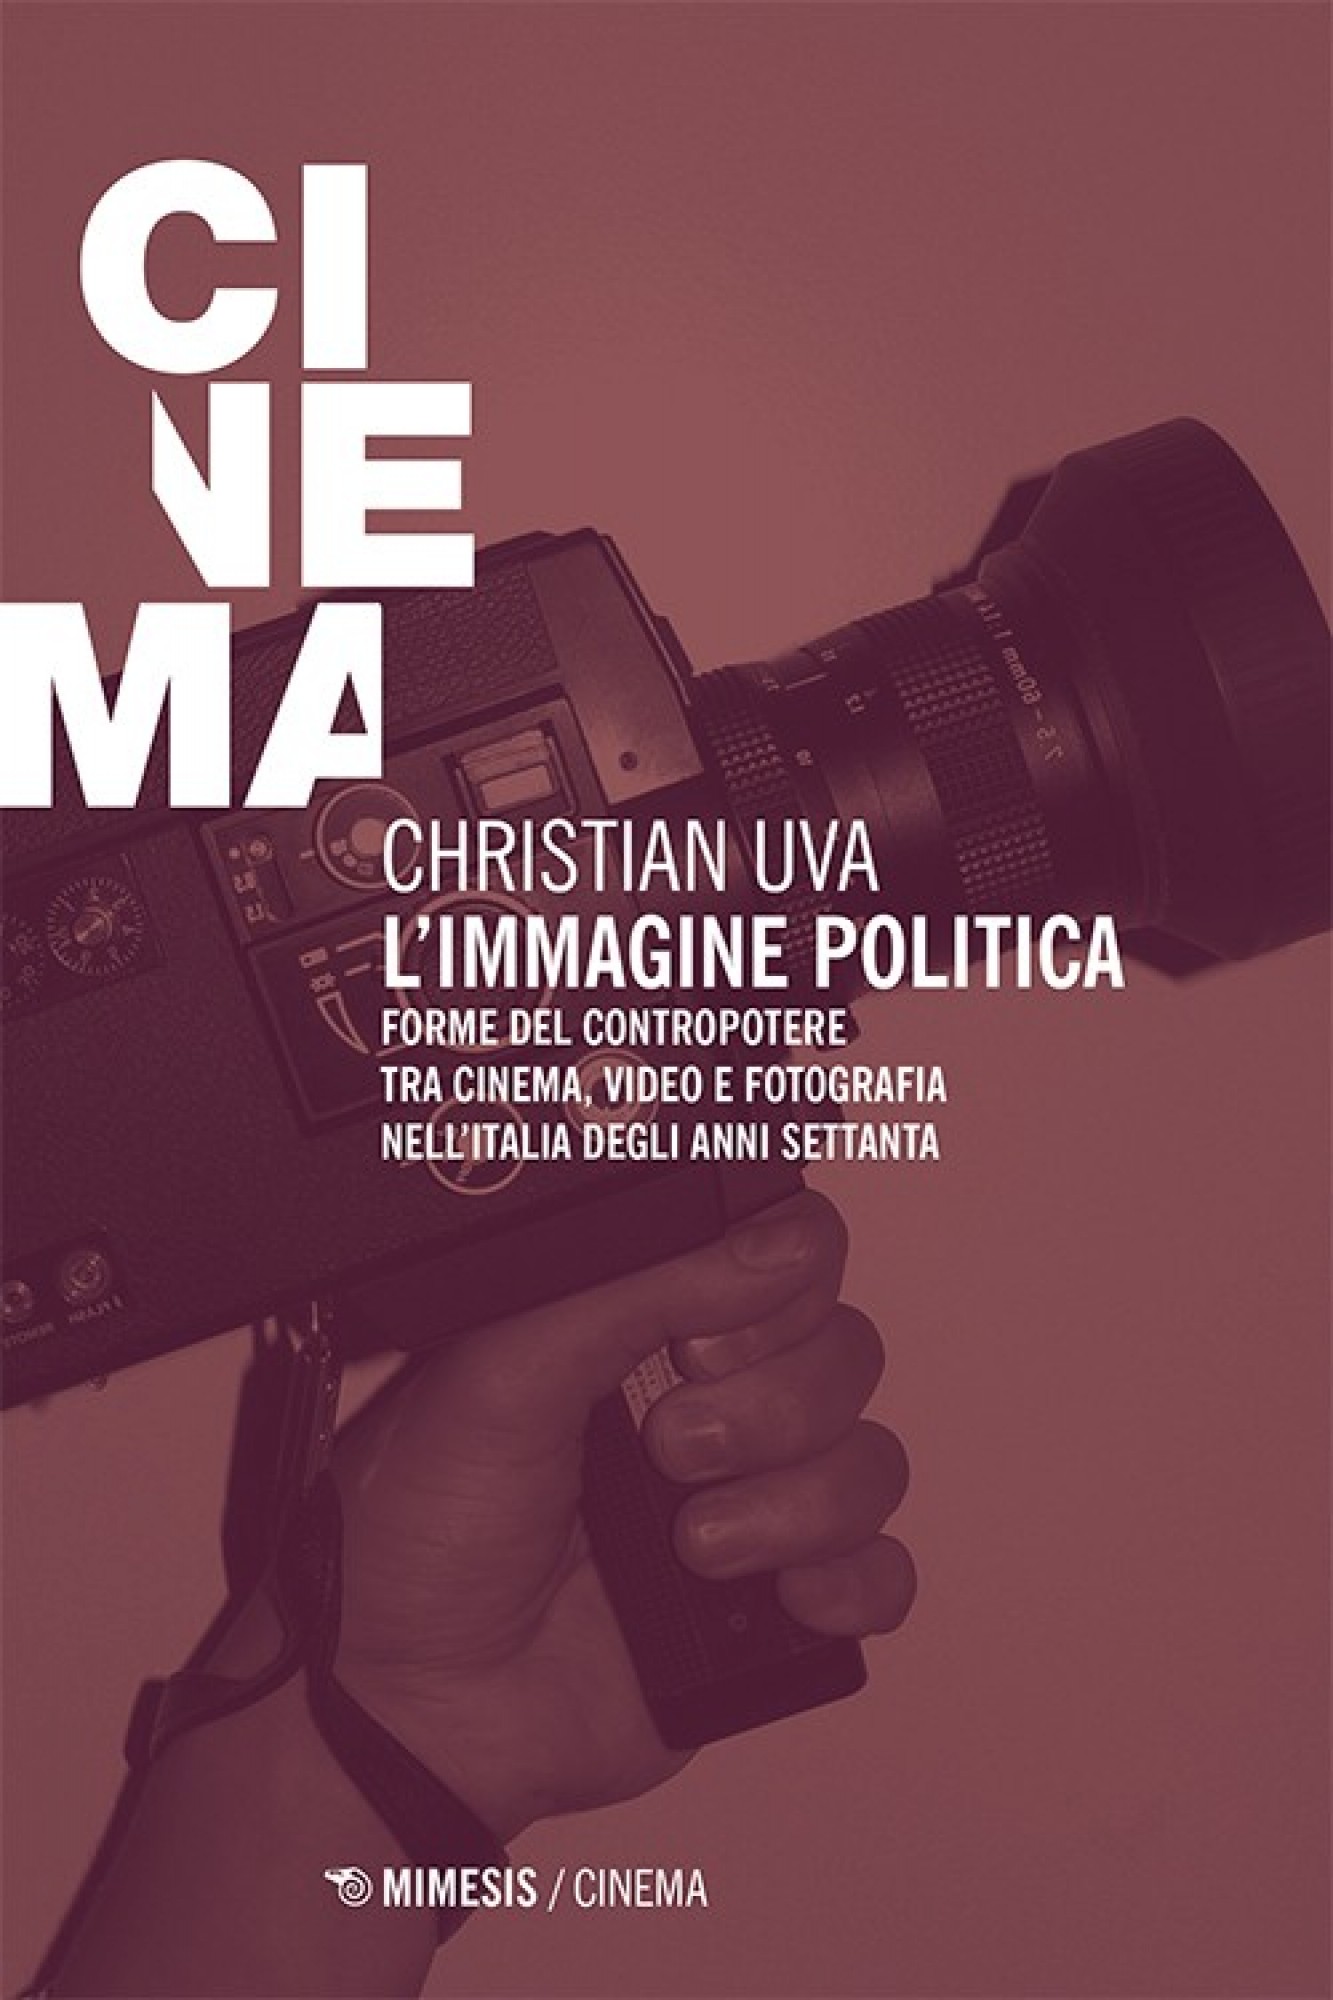 CI
NE
MA
CHRISTIAN UVA
L'IMMAGINE POLITICA
FORME DEL CONTROPOTERE
TRA CINEMA, VIDEO E FOTOGRAFIA
NELL'ITALIA DEGLI ANNI SETTANTA
MIMESIS / CINEMA